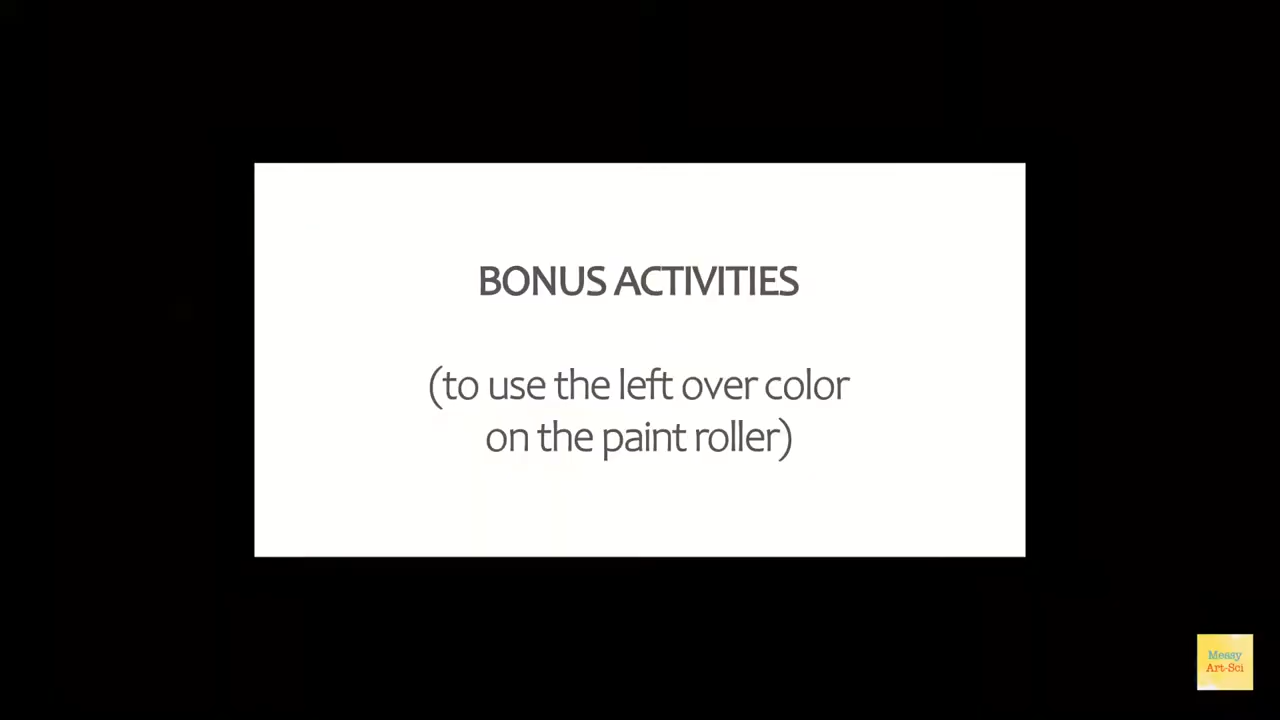 BONUS ACTIVITIES
(to use the left over color
on the paint roller)
Messy
Art-Sci